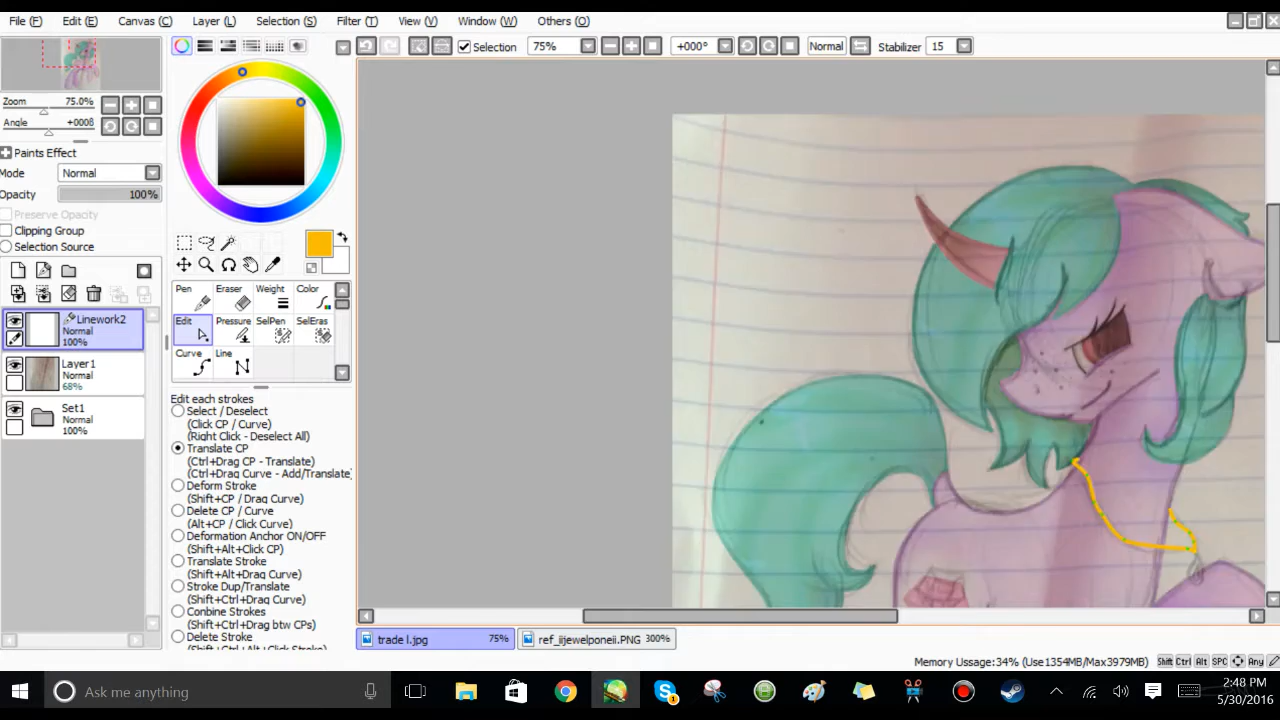 File (F) Edit (E) Canvas (C) Layer (L) Selection (S) Filter (T) View (V) Window (W) Others (O)
Selection 75% +000° Normal Stabilizer 15
Zoom 75.0%
Angle +000ß
Paints Effect
Mode Normal
Opacity 100%
Preserve Opacity
Clipping Group
Selection Source
Linework2
Normal
100%
Layer1
Normal
68%
Set1
Normal
100%
Pen Eraser Weight Color
Edit Pressure SelPen SelEras
Curve Line
Edit each strokes
Select / Deselect
(Click CP / Curve)
(Right Click - Deselect All)
Translate CP
(Ctrl+Drag CP - Translate)
(Ctrl+Drag Curve - Add/Translate)
Deform Stroke
(Shift+CP / Drag Curve)
Delete CP / Curve
(Alt+CP / Click Curve)
Deformation Anchor ON/OFF
(Shift+Alt+Click CP)
Translate Stroke
(Shift+Alt+Drag Curve)
Stroke Dup/Translate
(Shift+Ctrl+Drag Curve)
Conbine Strokes
(Shift+Ctrl+Drag btw CPs)
Delete Stroke
(Shift+Ctrl+Alt+Click Stroke)
trade l.jpg 75% ref_iijewelponeii.PNG 300%
Memory Ussage:34% (Use1354MB/Max3979MB) Shift Ctrl Alt SPC Any
Ask me anything
2:48 PM
5/30/2016